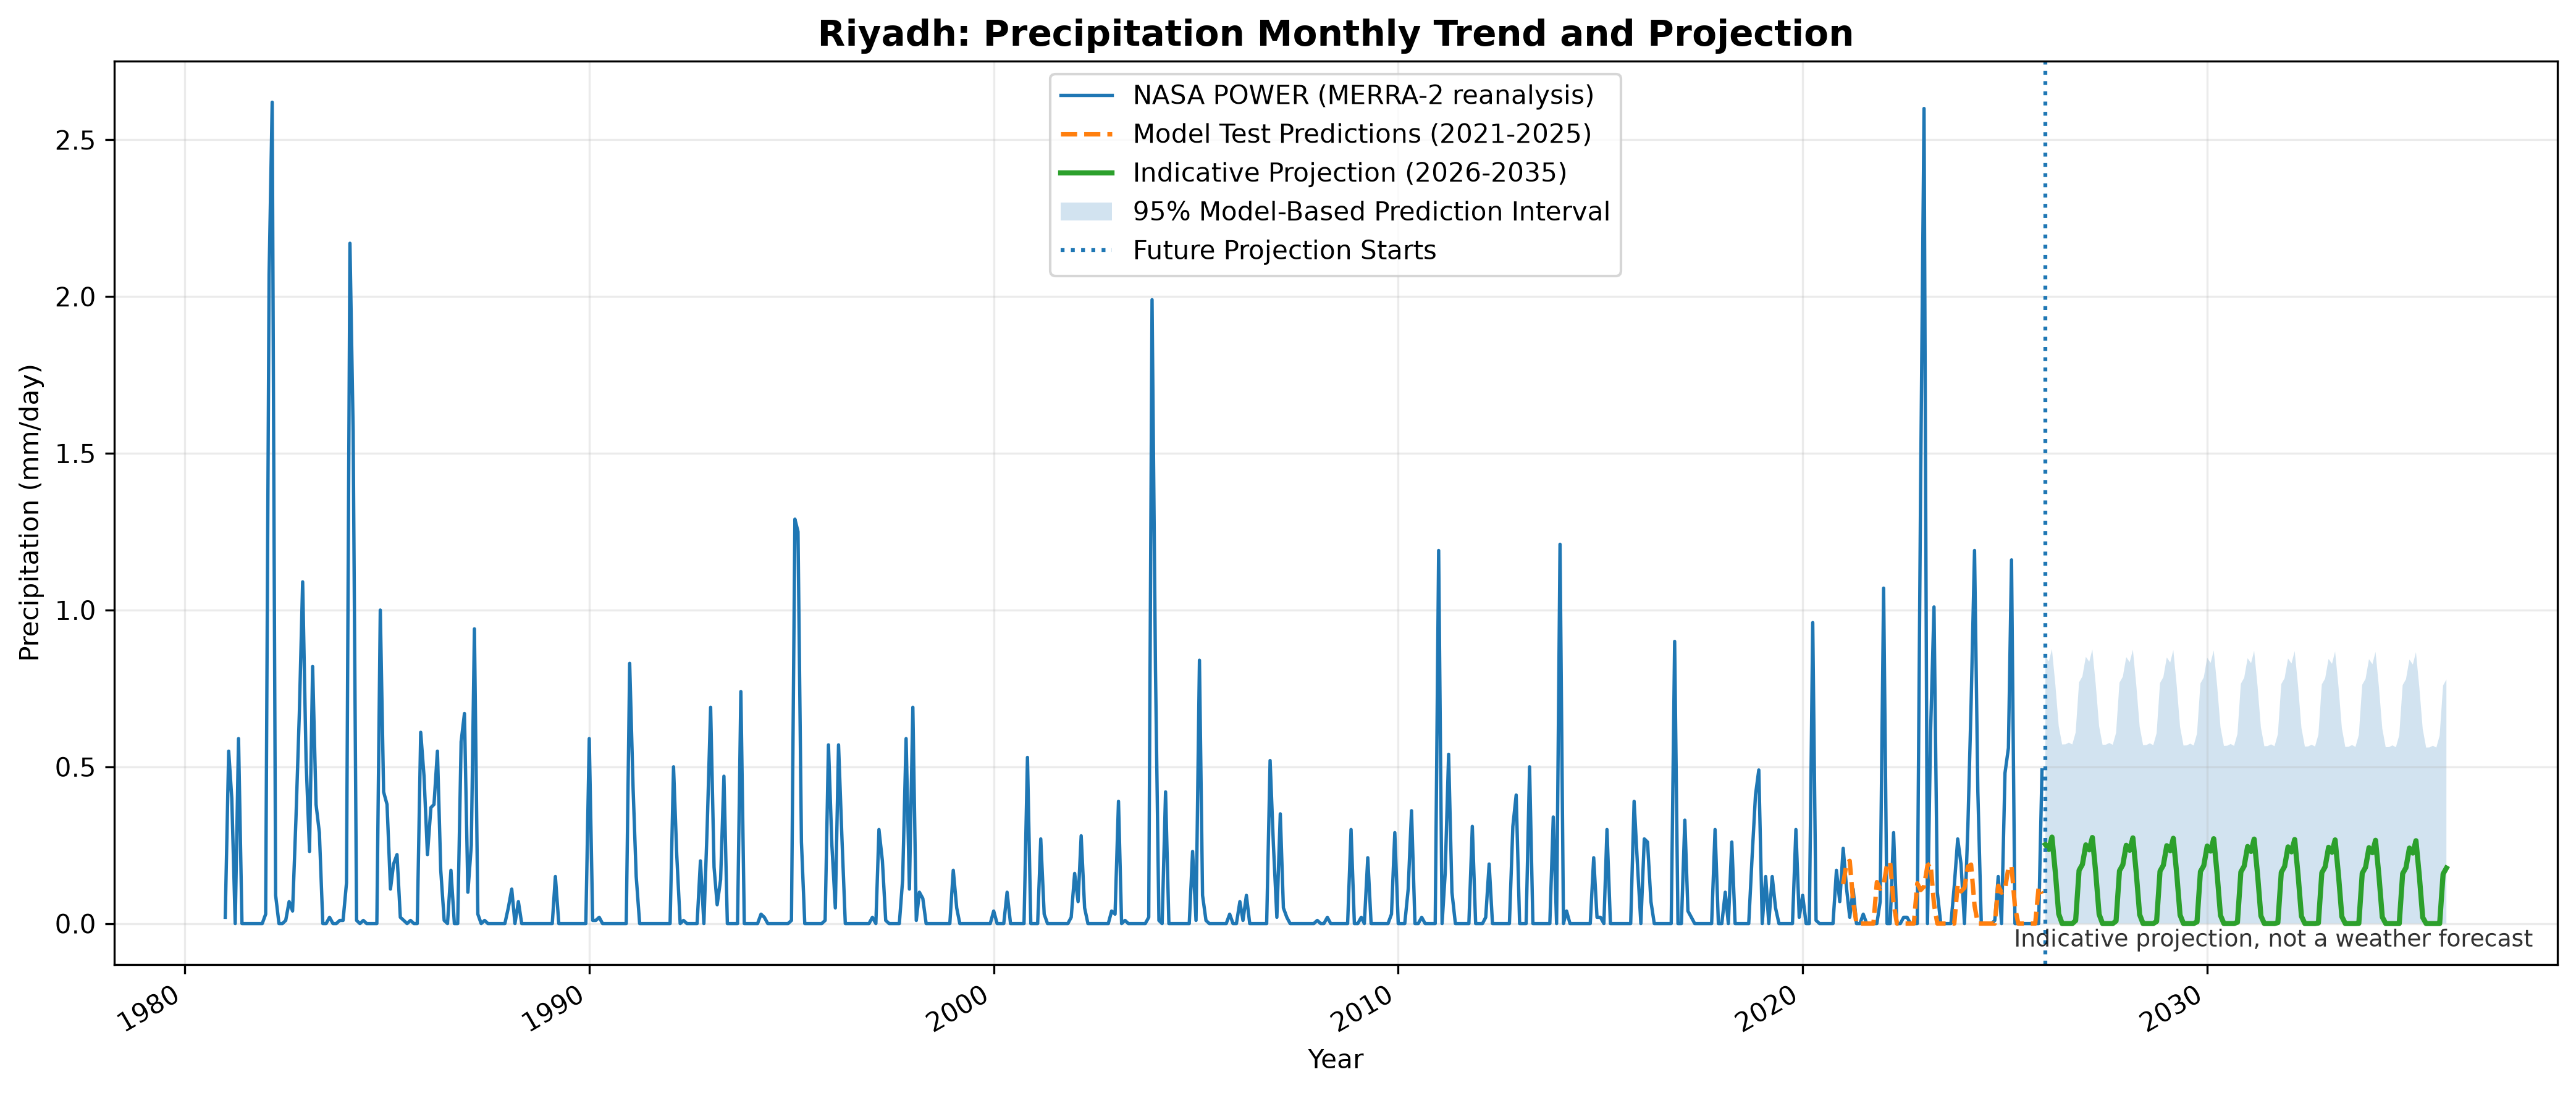 Riyadh: Precipitation Monthly Trend and Projection
NASA POWER (MERRA-2 reanalysis)
Model Test Predictions (2021-2025)
Indicative Projection (2026-2035)
95% Model-Based Prediction Interval
Future Projection Starts
Precipitation (mm/day)
2.5
2.0
1.5
1.0
0.5
0.0
Indicative projection, not a weather forecast
1980
1990
2000
2010
2020
2030
Year